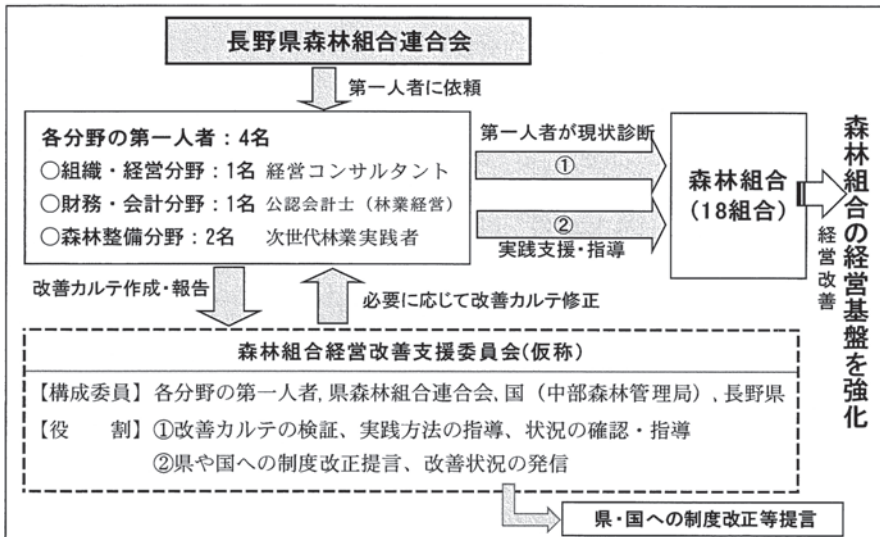 長野県森林組合連合会
第一人者に依頼
各分野の第一人者：4名
○組織・経営分野：1名 経営コンサルタント
○財務・会計分野：1名 公認会計士（林業経営）
○森林整備分野：2名 次世代林業実践者
第一人者が現状診断
①
②
実践支援・指導
森林組合
（18組合）
経営改善
森林組合の経営基盤を強化
改善カルテ作成・報告
必要に応じて改善カルテ修正
森林組合経営改善支援委員会(仮称)
【構成委員】各分野の第一人者,県森林組合連合会、国（中部森林管理局）、長野県
【役　　割】①改善カルテの検証、実践方法の指導、状況の確認・指導
②県や国への制度改正提言、改善状況の発信
県・国への制度改正等提言